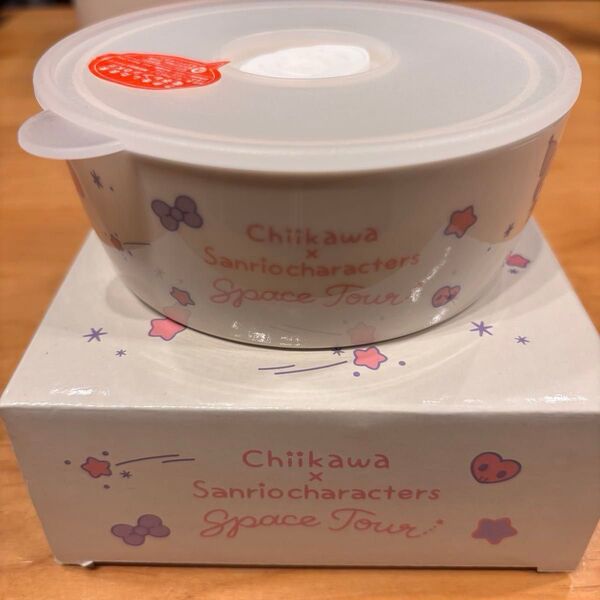 Chiikawa
×
Sanriocharacters
Space Tour
Chiikawa
×
Sanriocharacters
Space Tour